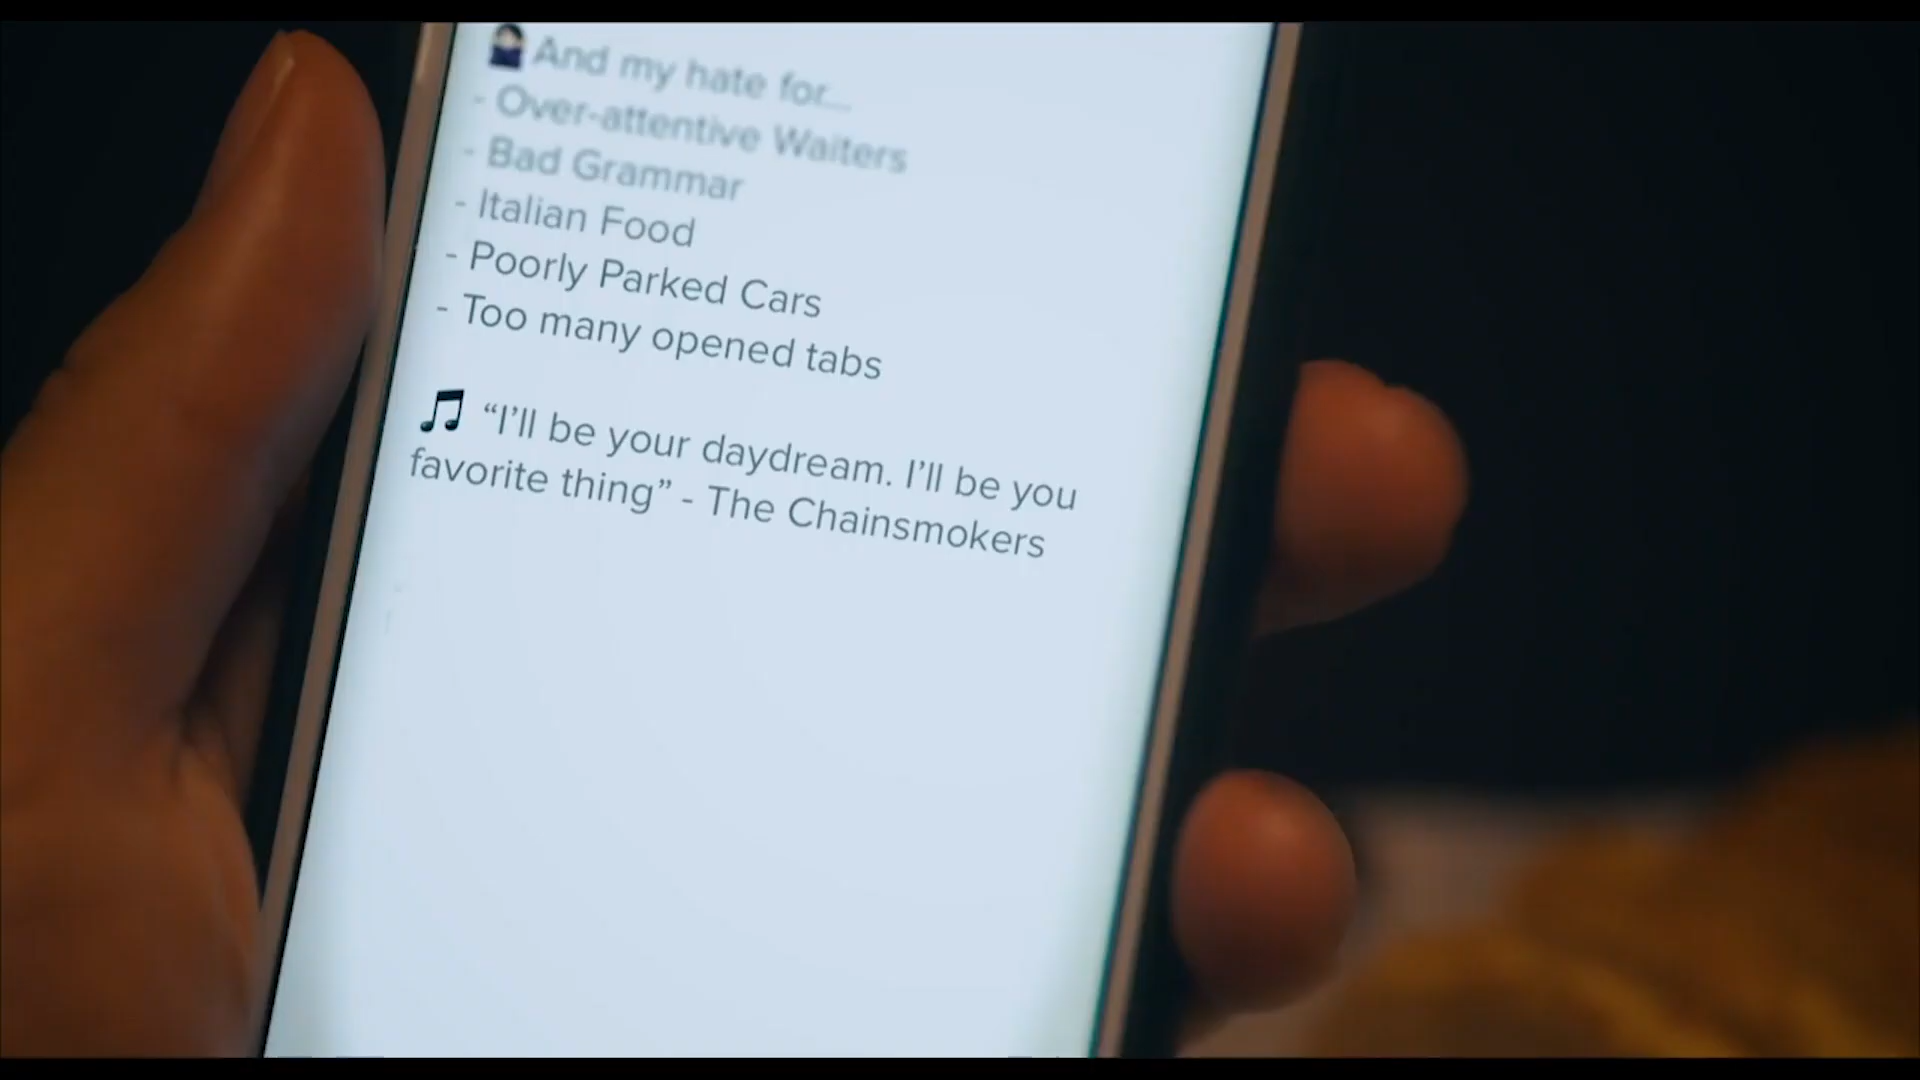 And my hate for...
- Over-attentive Waiters
- Bad Grammar
- Italian Food
- Poorly Parked Cars
- Too many opened tabs
🎵 “I’ll be your daydream. I’ll be you
favorite thing” - The Chainsmokers